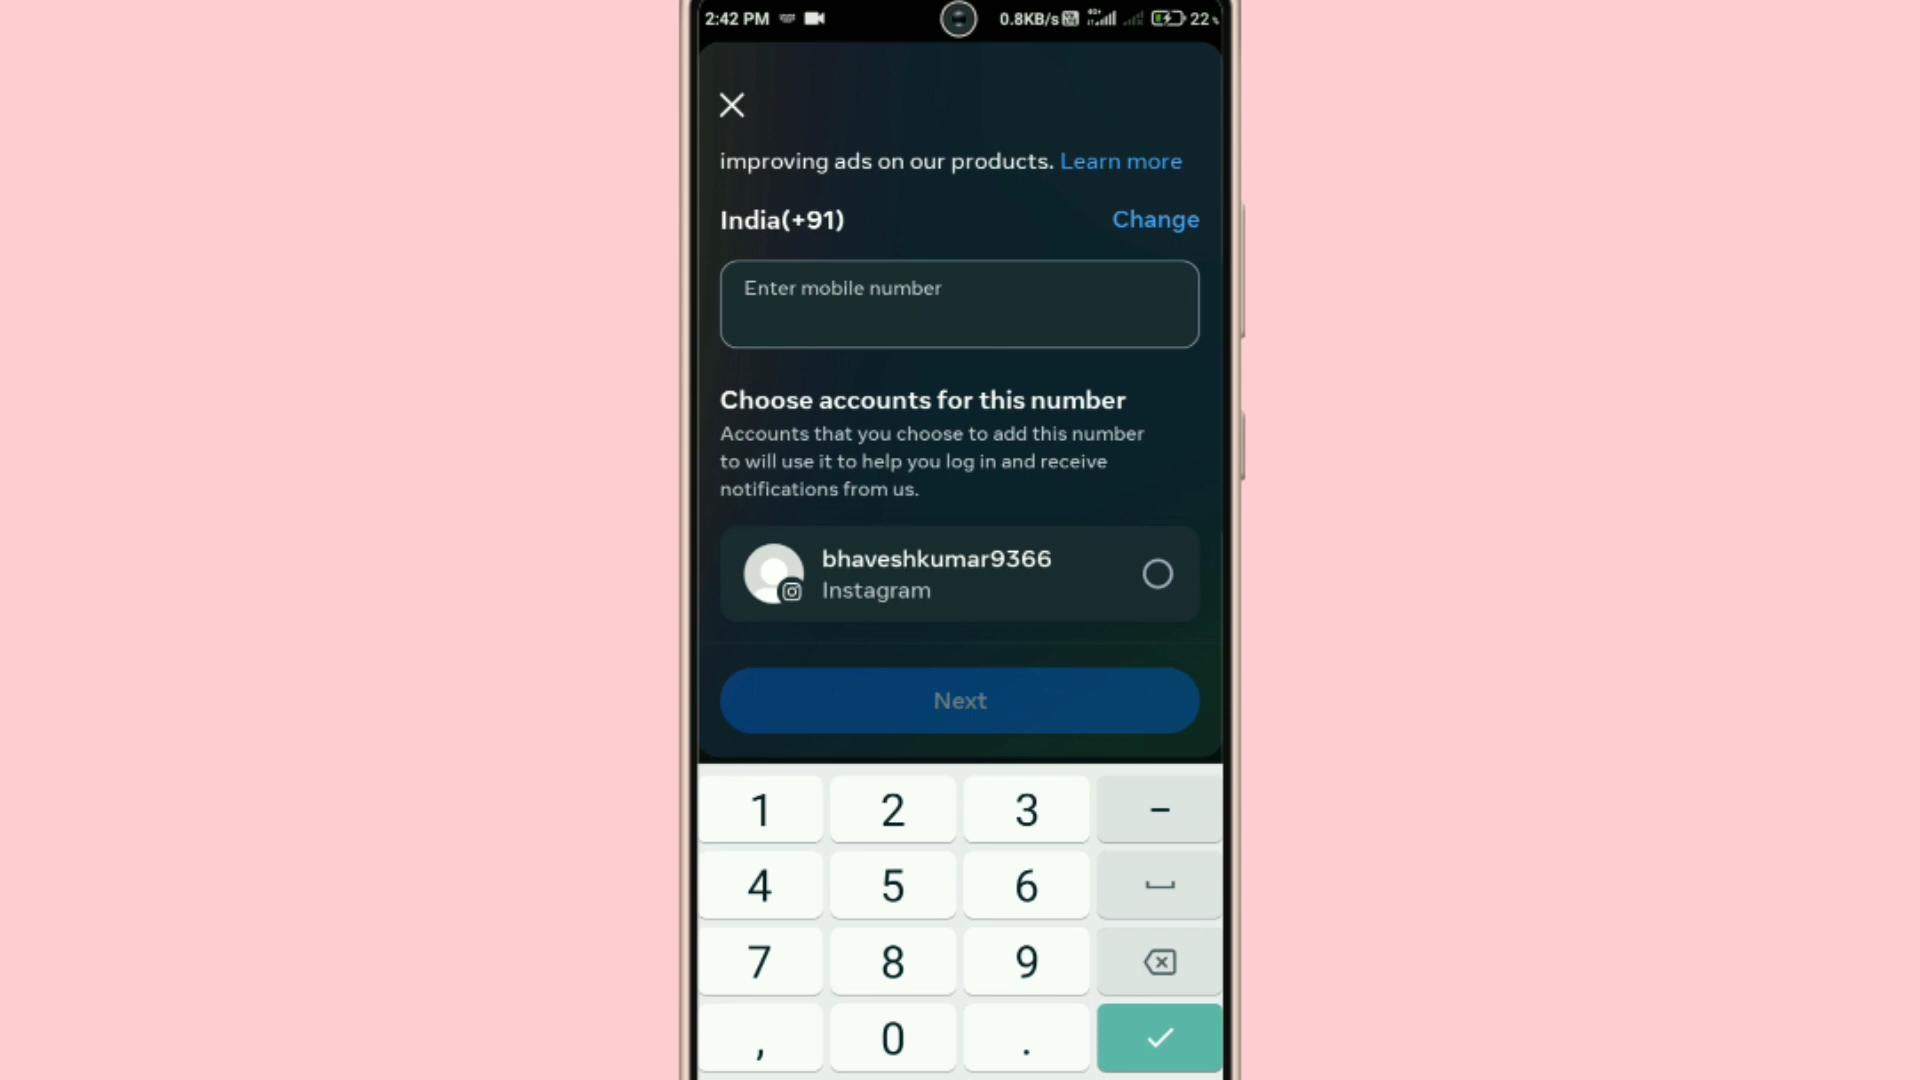 2:42 PM 0.8KB/s 22
improving ads on our products. Learn more
India(+91) Change
Enter mobile number
Choose accounts for this number
Accounts that you choose to add this number
to will use it to help you log in and receive
notifications from us.
bhaveshkumar9366
Instagram
Next
1 2 3 -
4 5 6
7 8 9
, 0 .